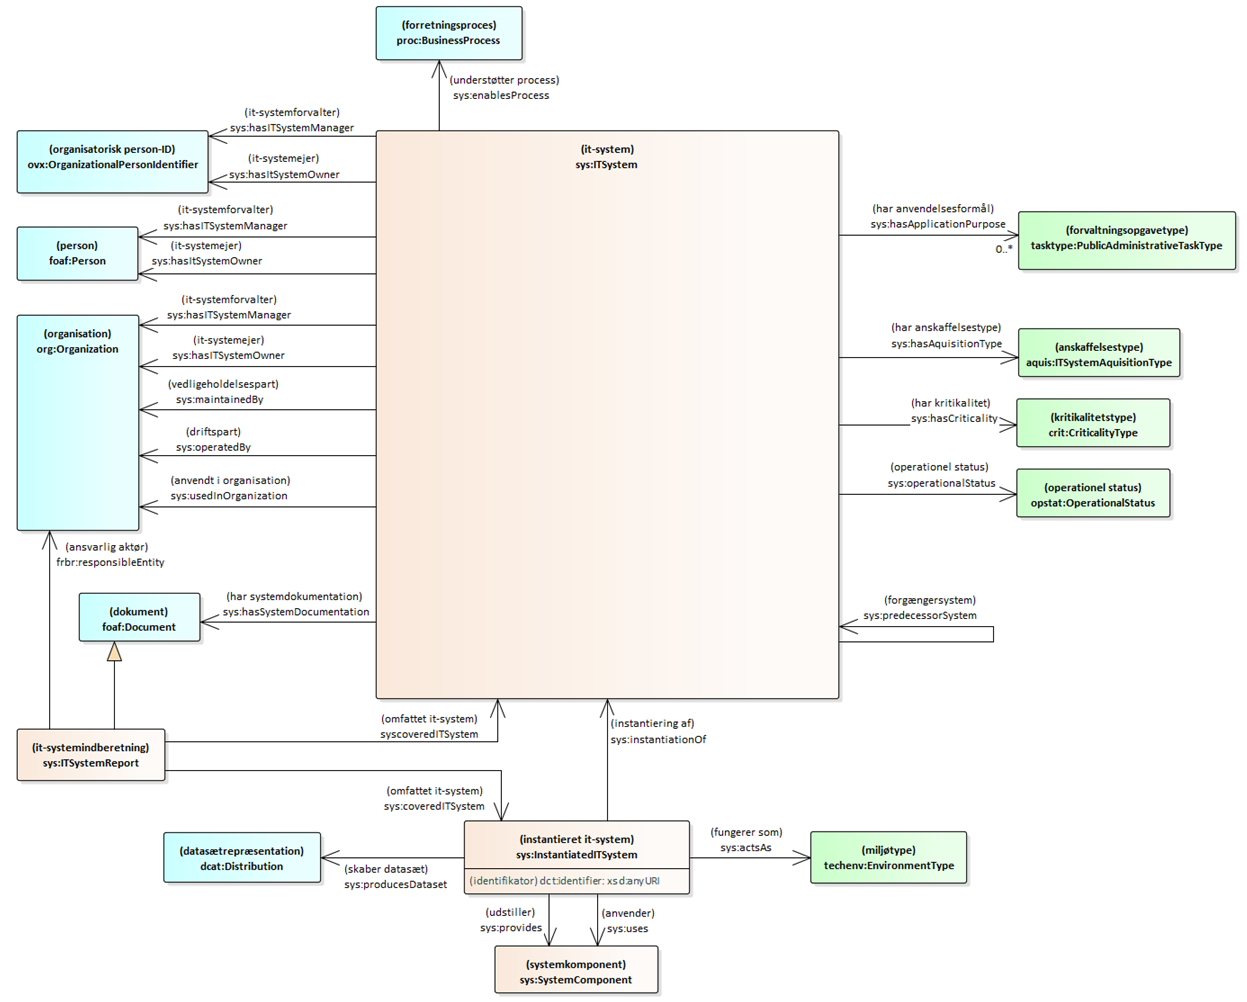 (forretningsproces)
proc:BusinessProcess
(understøtter process)
sys:enablesProcess
(it-systemforvalter)
sys:hasITSystemManager
(organisatorisk person-ID)
ovx:OrganizationalPersonIdentifier
(it-systemejer)
sys:hasItSystemOwner
(it-system)
sys:ITSystem
(it-systemforvalter)
sys:hasITSystemManager
(person)
foaf:Person
(it-systemejer)
sys:hasItSystemOwner
(har anvendelsesformål)
sys:hasApplicationPurpose
0..*
(forvaltningsopgavetype)
tasktype:PublicAdministrativeTaskType
(it-systemforvalter)
sys:hasITSystemManager
(organisation)
org:Organization
(it-systemejer)
sys:hasITSystemOwner
(har anskaffelsestype)
sys:hasAquisitionType
(anskaffelsestype)
aquis:ITSystemAquisitionType
(vedligeholdelsespart)
sys:maintainedBy
(har kritikalitet)
sys:hasCriticality
(kritikalitetstype)
crit:CriticalityType
(driftspart)
sys:operatedBy
(anvendt i organisation)
sys:usedInOrganization
(operationel status)
sys:operationalStatus
(operationel status)
opstat:OperationalStatus
(ansvarlig aktør)
frbr:responsibleEntity
(dokument)
foaf:Document
(har systemdokumentation)
sys:hasSystemDocumentation
(forgængersystem)
sys:predecessorSystem
(it-systemindberetning)
sys:ITSystemReport
(omfattet it-system)
syscoveredITSystem
(instantiering af)
sys:instantiationOf
(omfattet it-system)
sys:coveredITSystem
(datasætrepræsentation)
dcat:Distribution
(skaber datasæt)
sys:producesDataset
(instantieret it-system)
sys:InstantiatedITSystem
(identifikator) dct:identifier: xsd:anyURI
(fungerer som)
sys:actsAs
(miljøtype)
techenv:EnvironmentType
(udstiller)
sys:provides
(anvender)
sys:uses
(systemkomponent)
sys:SystemComponent